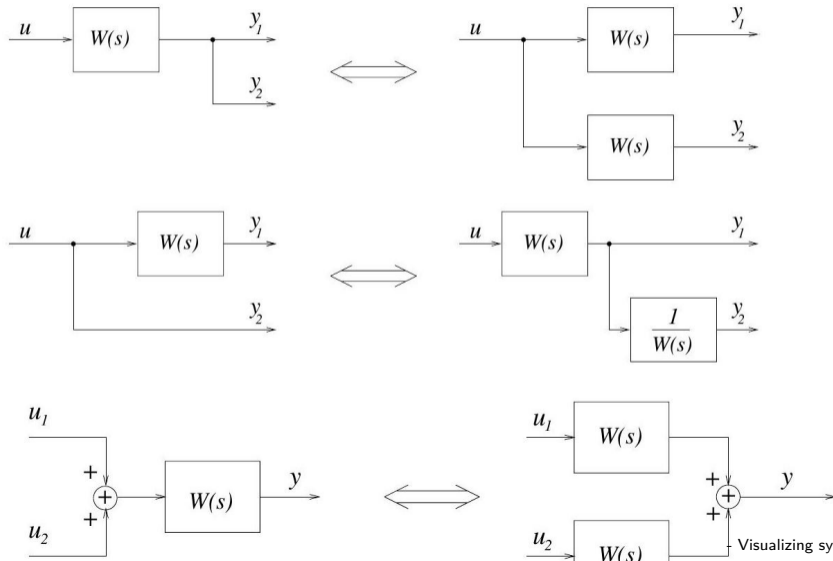 u W(s) y1
y2
u W(s) y1
W(s) y2
u W(s) y1
y2
u W(s) y1
1
W(s) y2
u1
+
+ W(s) y
+
u2
u1 W(s)
+
+ y
+
u2 W(s)
- Visualizing sy